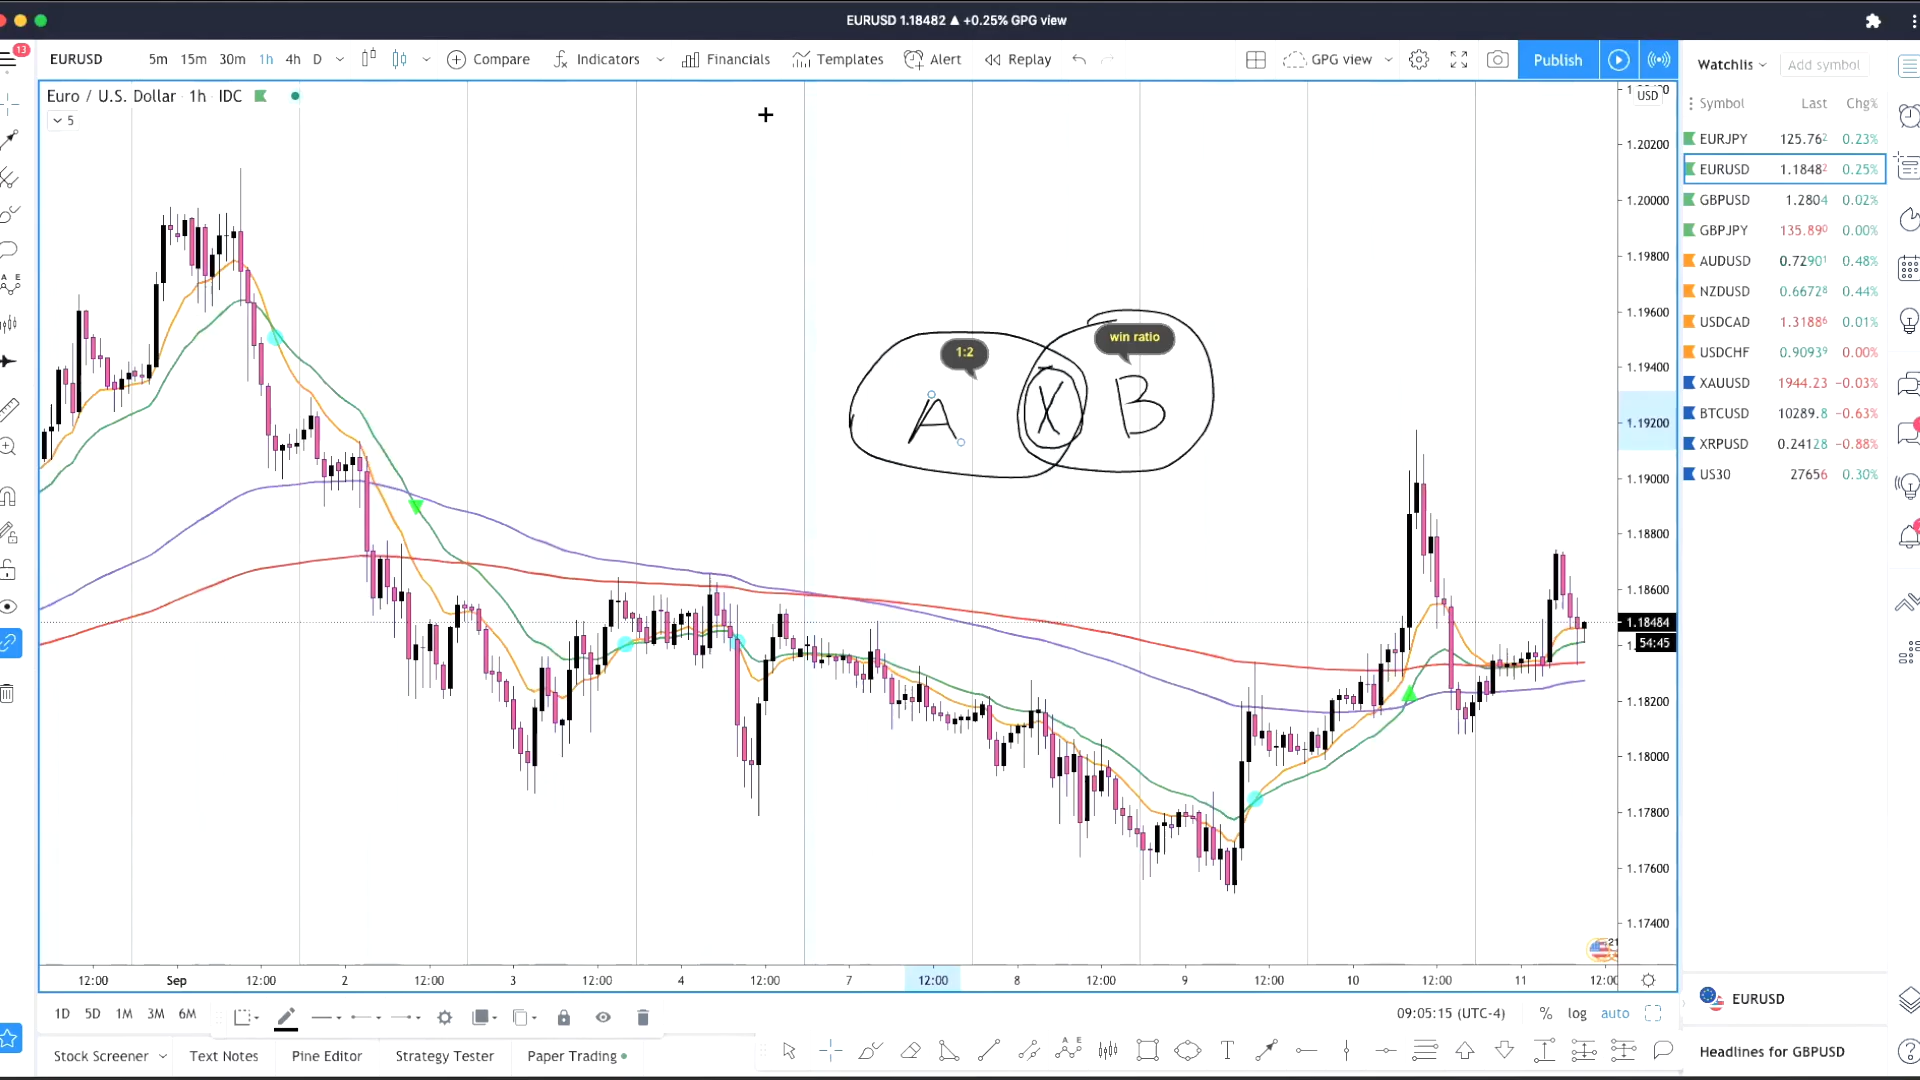 EURUSD 1.18482 ▲ +0.25% GPG view
13
EURUSD 5m 15m 30m 1h 4h D Compare Indicators Financials Templates Alert Replay GPG view Publish
Watchlis Add symbol
Euro / U.S. Dollar 1h IDC
5
USD
Symbol Last Chg%
EURJPY 125.762 0.23%
EURUSD 1.18482 0.25%
GBPUSD 1.2804 0.02%
GBPJPY 135.890 0.00%
AUDUSD 0.72901 0.48%
NZDUSD 0.66728 0.44%
USDCAD 1.31886 0.01%
USDCHF 0.90939 0.00%
XAUUSD 1944.23 −0.03%
BTCUSD 10289.8 −0.63%
XRPUSD 0.24128 −0.88%
US30 27656 0.30%
1.20200
1.20000
1.19800
1.19600
1.19400
1.19200
1.19000
1.18800
1.18600
1.18484
54:45
1.18200
1.18000
1.17800
1.17600
1.17400
1:2
win ratio
A X B
21
12:00 Sep 12:00 2 12:00 3 12:00 4 12:00 7 12:00 8 12:00 9 12:00 10 12:00 11 12:00
1D 5D 1M 3M 6M
09:05:15 (UTC-4) % log auto
EURUSD
Stock Screener Text Notes Pine Editor Strategy Tester Paper Trading
Headlines for GBPUSD